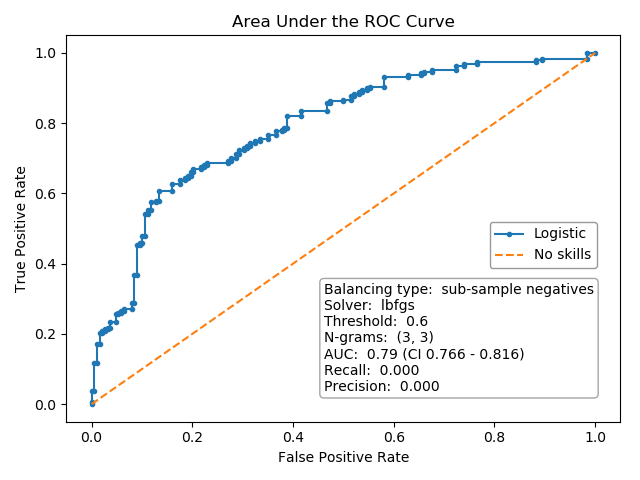 Area Under the ROC Curve
True Positive Rate
1.0
0.8
0.6
0.4
0.2
0.0
Logistic
No skills
Balancing type:  sub-sample negatives
Solver:  lbfgs
Threshold:  0.6
N-grams:  (3, 3)
AUC:  0.79 (CI 0.766 - 0.816)
Recall:  0.000
Precision:  0.000
0.0 0.2 0.4 0.6 0.8 1.0
False Positive Rate